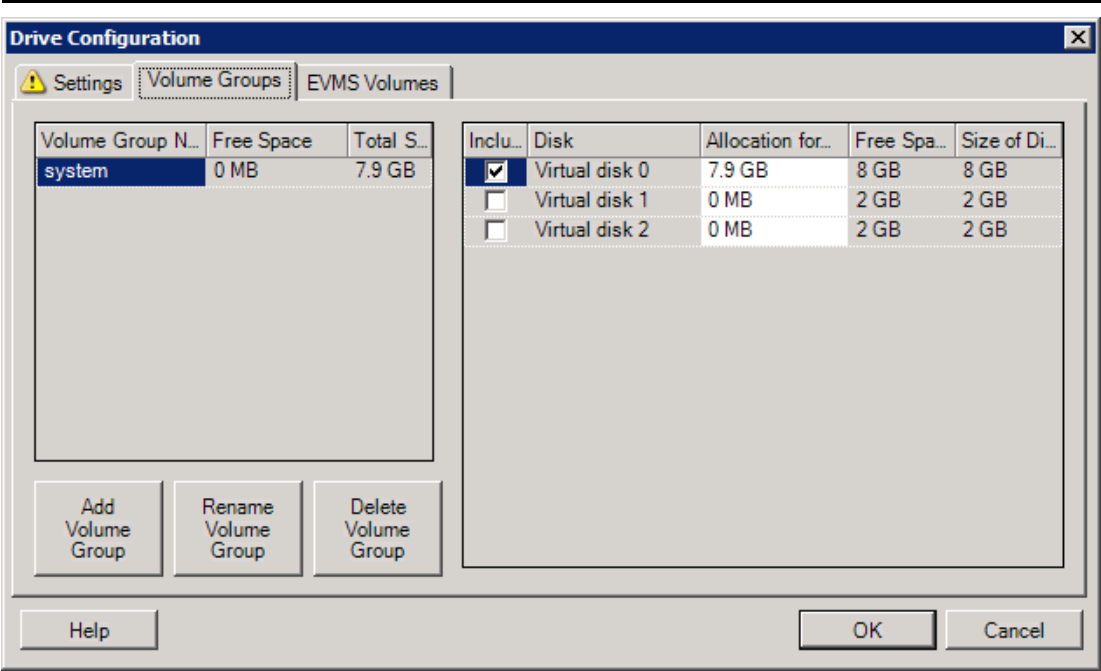 Drive Configuration
Settings Volume Groups EVMS Volumes
Volume Group N... Free Space Total S...
system 0 MB 7.9 GB
Inclu... Disk Allocation for... Free Spa... Size of Di...
Virtual disk 0 7.9 GB 8 GB 8 GB
Virtual disk 1 0 MB 2 GB 2 GB
Virtual disk 2 0 MB 2 GB 2 GB
Add
Volume
Group
Rename
Volume
Group
Delete
Volume
Group
Help OK Cancel